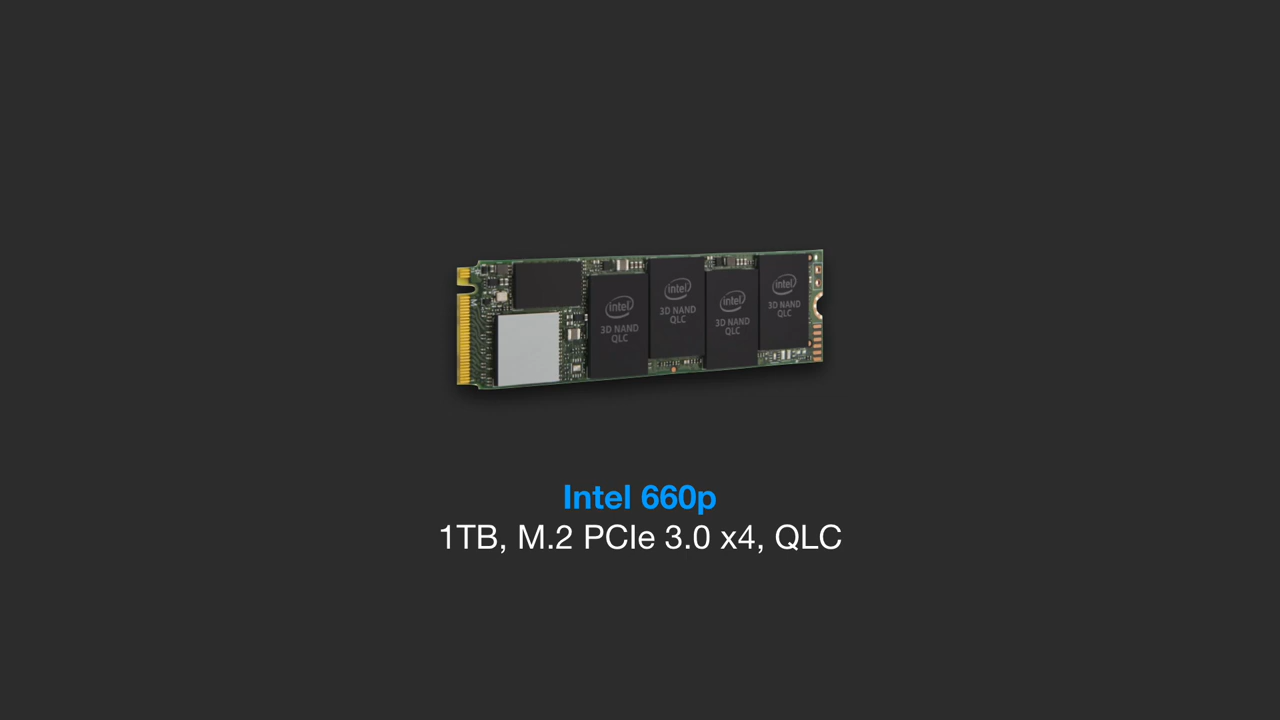 intel
3D NAND
QLC
intel
3D NAND
QLC
intel
3D NAND
QLC
intel
3D NAND
QLC
Intel 660p
1TB, M.2 PCIe 3.0 x4, QLC